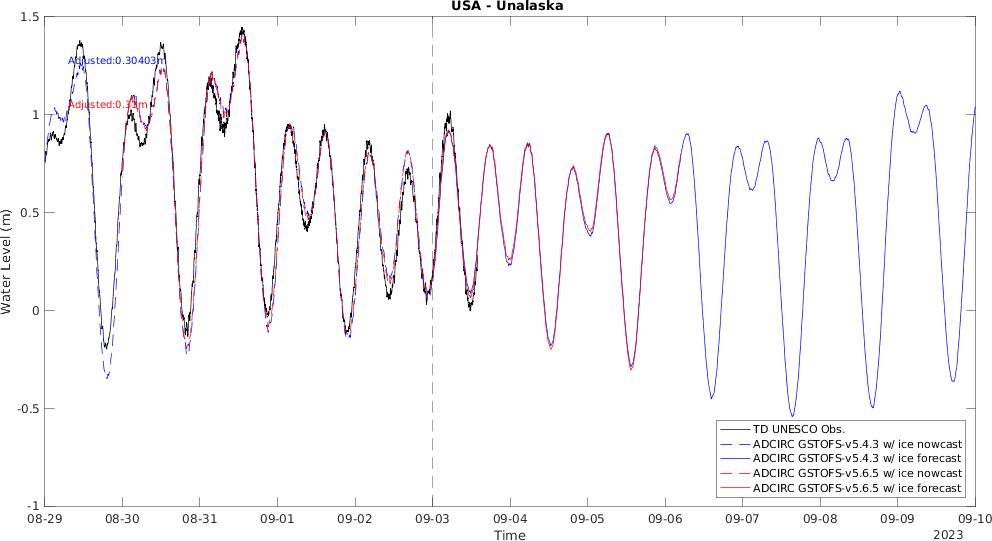 USA - Unalaska
1.5
1
0.5
0
-0.5
-1
Water Level (m)
Adjusted:0.30403m
Adjusted:0.33m
TD UNESCO Obs.
ADCIRC GSTOFS-v5.4.3 w/ ice nowcast
ADCIRC GSTOFS-v5.4.3 w/ ice forecast
ADCIRC GSTOFS-v5.6.5 w/ ice nowcast
ADCIRC GSTOFS-v5.6.5 w/ ice forecast
08-29 08-30 08-31 09-01 09-02 09-03 09-04 09-05 09-06 09-07 09-08 09-09 09-10
Time
2023